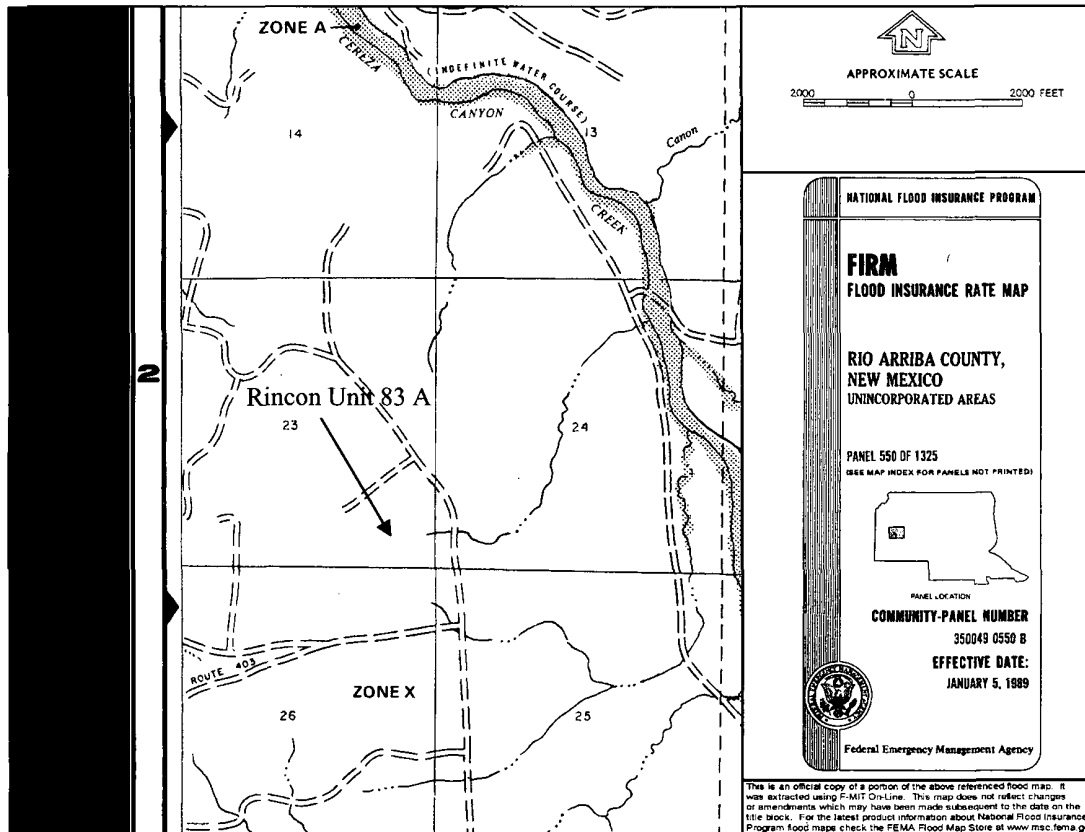 ZONE A
CEREZA
CANYON
(INDEFINITE WATER COURSE)
CREEK
Canon
14
13
2
Rincon Unit 83 A
23
24
ROUTE 403
ZONE X
26
25
N
APPROXIMATE SCALE
2000 0 2000 FEET
NATIONAL FLOOD INSURANCE PROGRAM
FIRM
FLOOD INSURANCE RATE MAP
RIO ARRIBA COUNTY,
NEW MEXICO
UNINCORPORATED AREAS
PANEL 550 OF 1325
(SEE MAP INDEX FOR PANELS NOT PRINTED)
PANEL LOCATION
COMMUNITY-PANEL NUMBER
350049 0550 B
EFFECTIVE DATE:
JANUARY 5, 1989
Federal Emergency Management Agency
This is an official copy of a portion of the above referenced flood map. It
was extracted using F-MIT On-Line. This map does not reflect changes
or amendments which may have been made subsequent to the date on the
title block. For the latest product information about National Flood Insurance
Program flood maps check the FEMA Flood Map Store at www.msc.fema.g